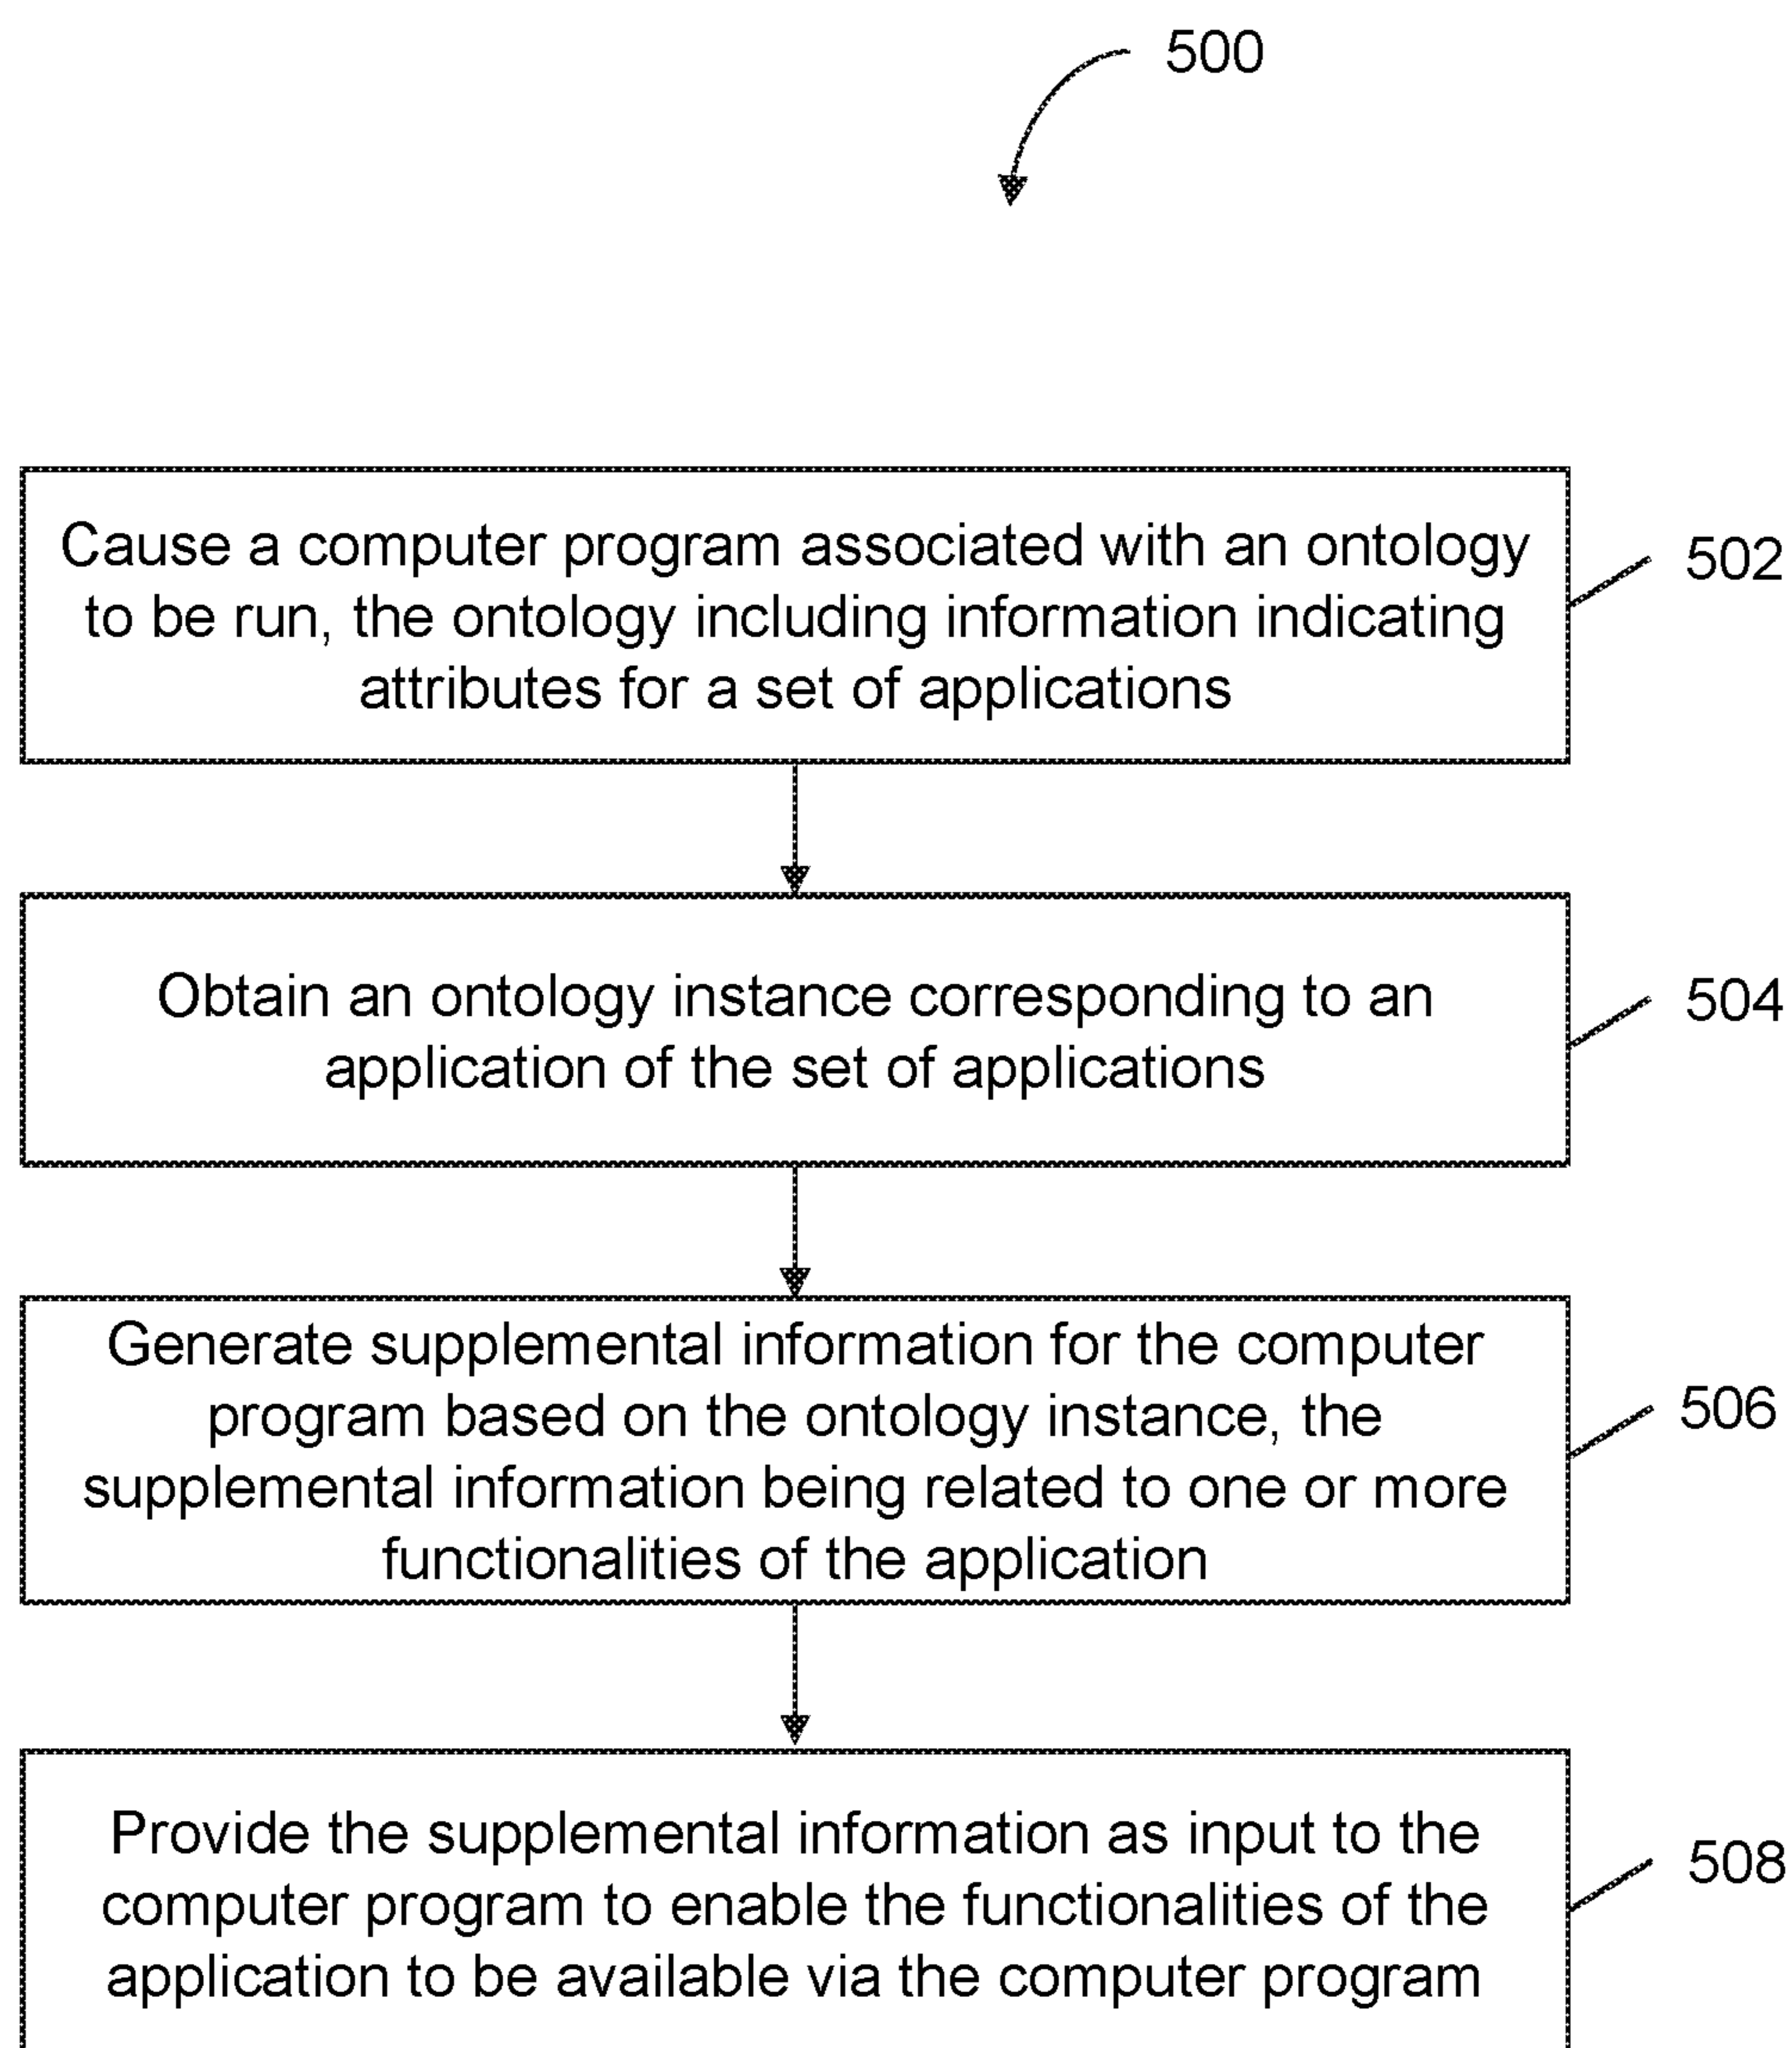 500
Cause a computer program associated with an ontology
to be run, the ontology including information indicating
attributes for a set of applications
502
Obtain an ontology instance corresponding to an
application of the set of applications
504
Generate supplemental information for the computer
program based on the ontology instance, the
supplemental information being related to one or more
functionalities of the application
506
Provide the supplemental information as input to the
computer program to enable the functionalities of the
application to be available via the computer program
508